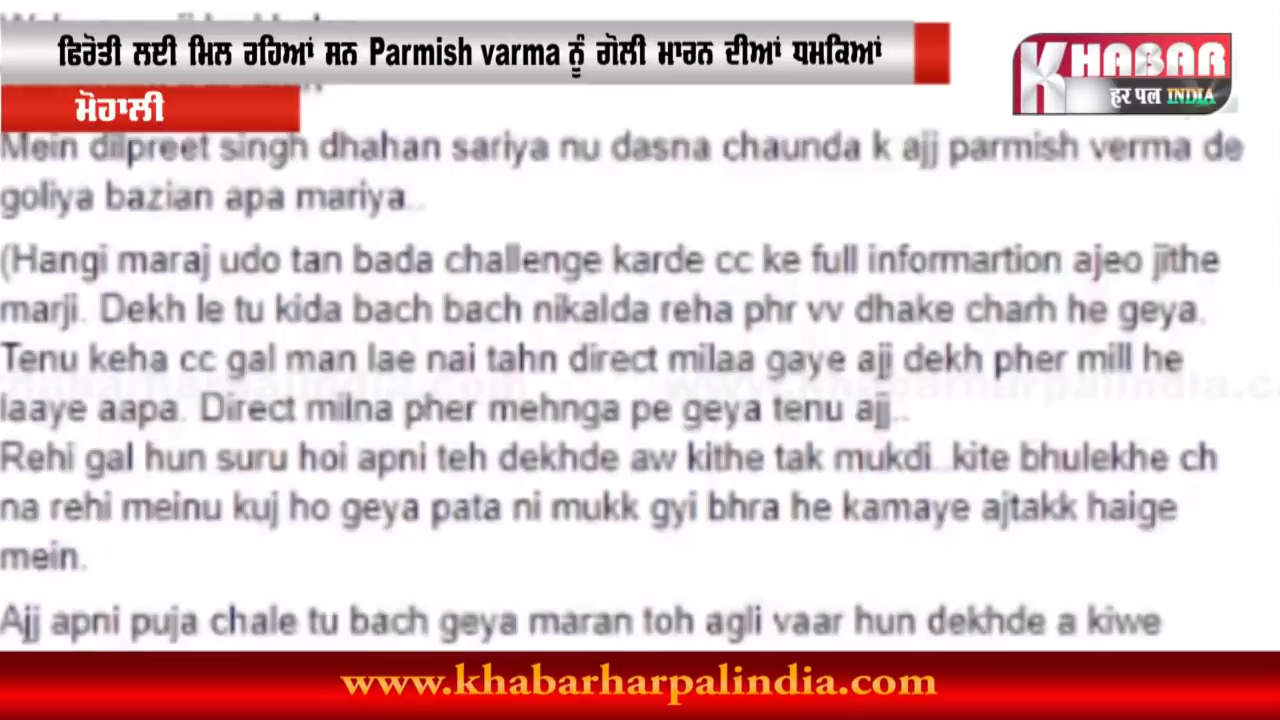 ਫਿਰੋਤੀ ਲਈ ਮਿਲ ਰਹਿਆਂ ਸਨ Parmish varma ਨੂੰ ਗੋਲੀ ਮਾਰਨ ਦੀਆਂ ਧਮਕਿਆਂ
KHABAR
हर पल INDIA
ਮੋਹਾਲੀ
Mein dilpreet singh dhahan sariya nu dasna chaunda k ajj parmish verma de
goliya bazian apa mariya..
(Hangi maraj udo tan bada challenge karde cc ke full informartion ajeo jithe
marji. Dekh le tu kida bach bach nikalda reha phr vv dhake charh he geya.
Tenu keha cc gal man lae nai tahn direct milaa gaye ajj dekh pher mill he
laaye aapa. Direct milna pher mehnga pe geya tenu ajj..
Rehi gal hun suru hoi apni teh dekhde aw kithe tak mukdi..kite bhulekhe ch
na rehi meinu kuj ho geya pata ni mukk gyi bhra he kamaye ajtakk haige
mein.
Ajj apni puja chale tu bach geya maran toh agli vaar hun dekhde a kiwe
www.khabarharpalindia.com